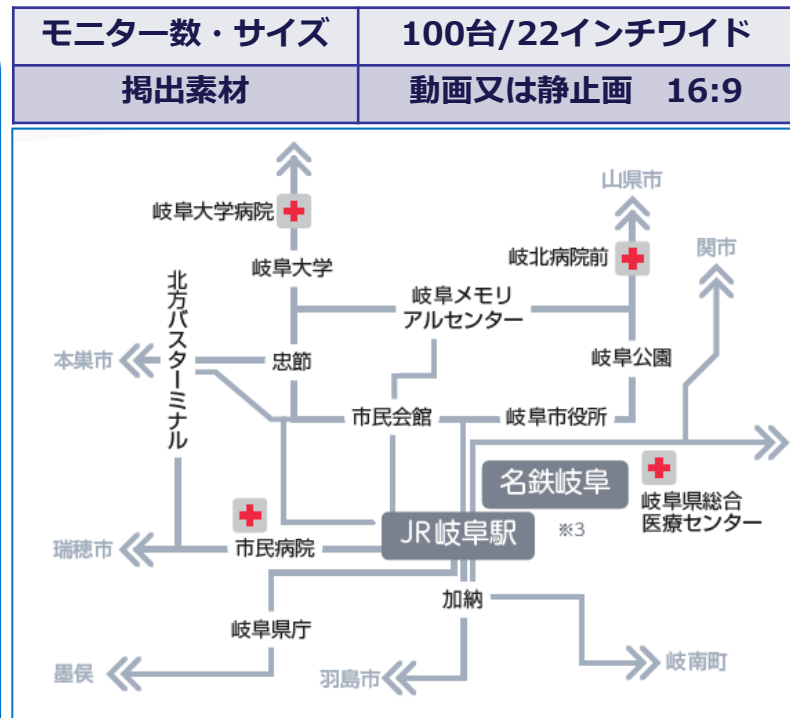 モニター数・サイズ 100台/22インチワイド
掲出素材 動画又は静止画 16:9
山県市
岐阜大学病院
岐北病院前
関市
岐阜大学
北方バスターミナル
岐阜メモリ
アルセンター
本巣市
忠節
岐阜公園
市民会館
岐阜市役所
名鉄岐阜
岐阜県総合
医療センター
JR岐阜駅
※3
瑞穂市
市民病院
加納
岐阜県庁
墨俣
羽島市
岐南町